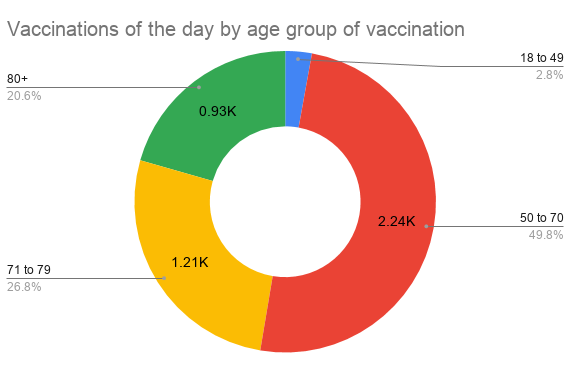 Vaccinations of the day by age group of vaccination
18 to 49
2.8%
80+
20.6%
0.93K
50 to 70
49.8%
2.24K
71 to 79
26.8%
1.21K